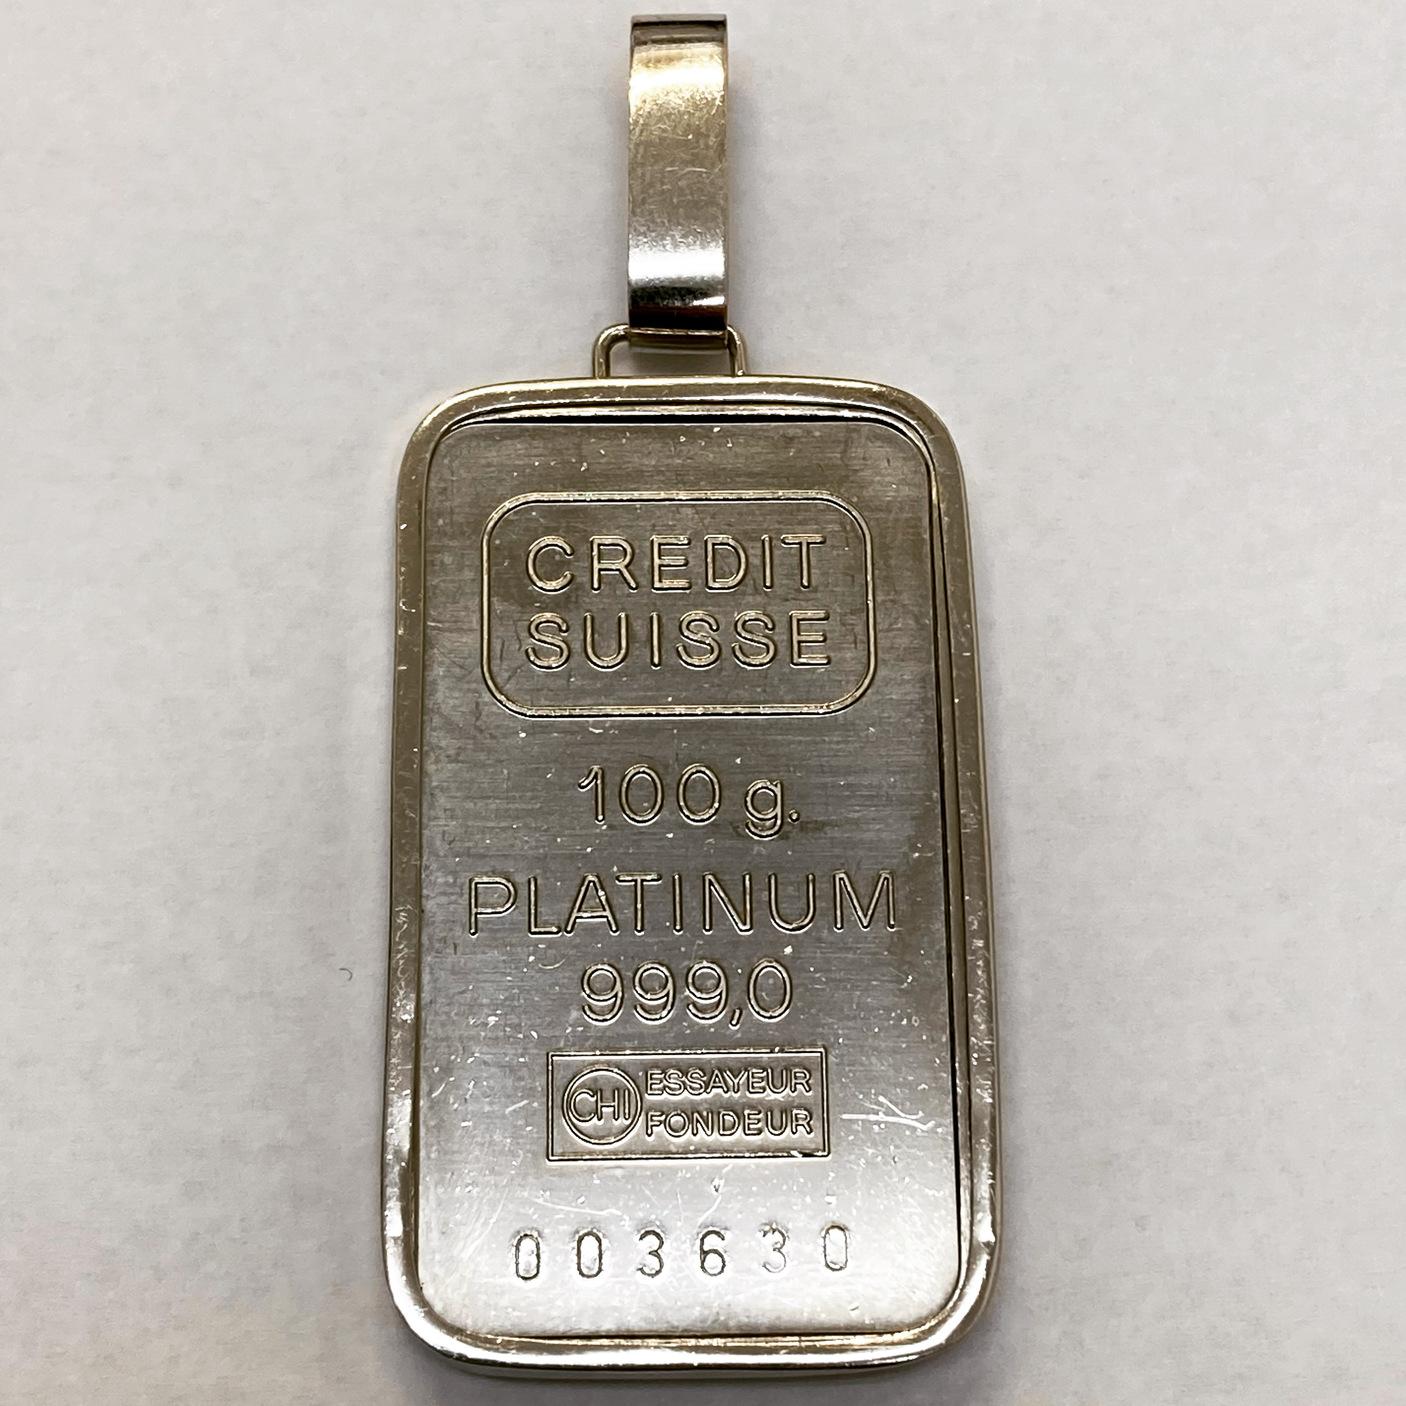 CREDIT
SUISSE
100 g.
PLATINUM
999,0
CHI ESSAYEUR
FONDEUR
003630